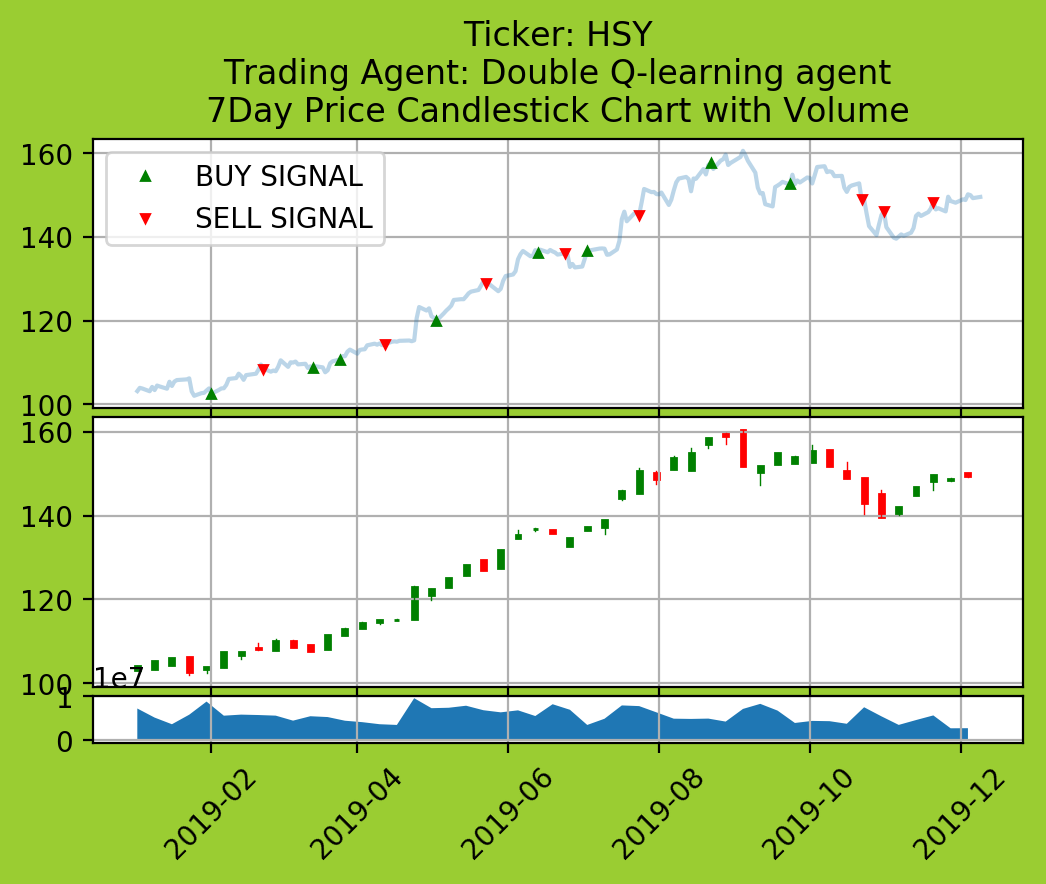 Ticker: HSY
Trading Agent: Double Q-learning agent
7Day Price Candlestick Chart with Volume
160
140
120
100
BUY SIGNAL
SELL SIGNAL
160
140
120
100
1e7
1
0
2019-02
2019-04
2019-06
2019-08
2019-10
2019-12